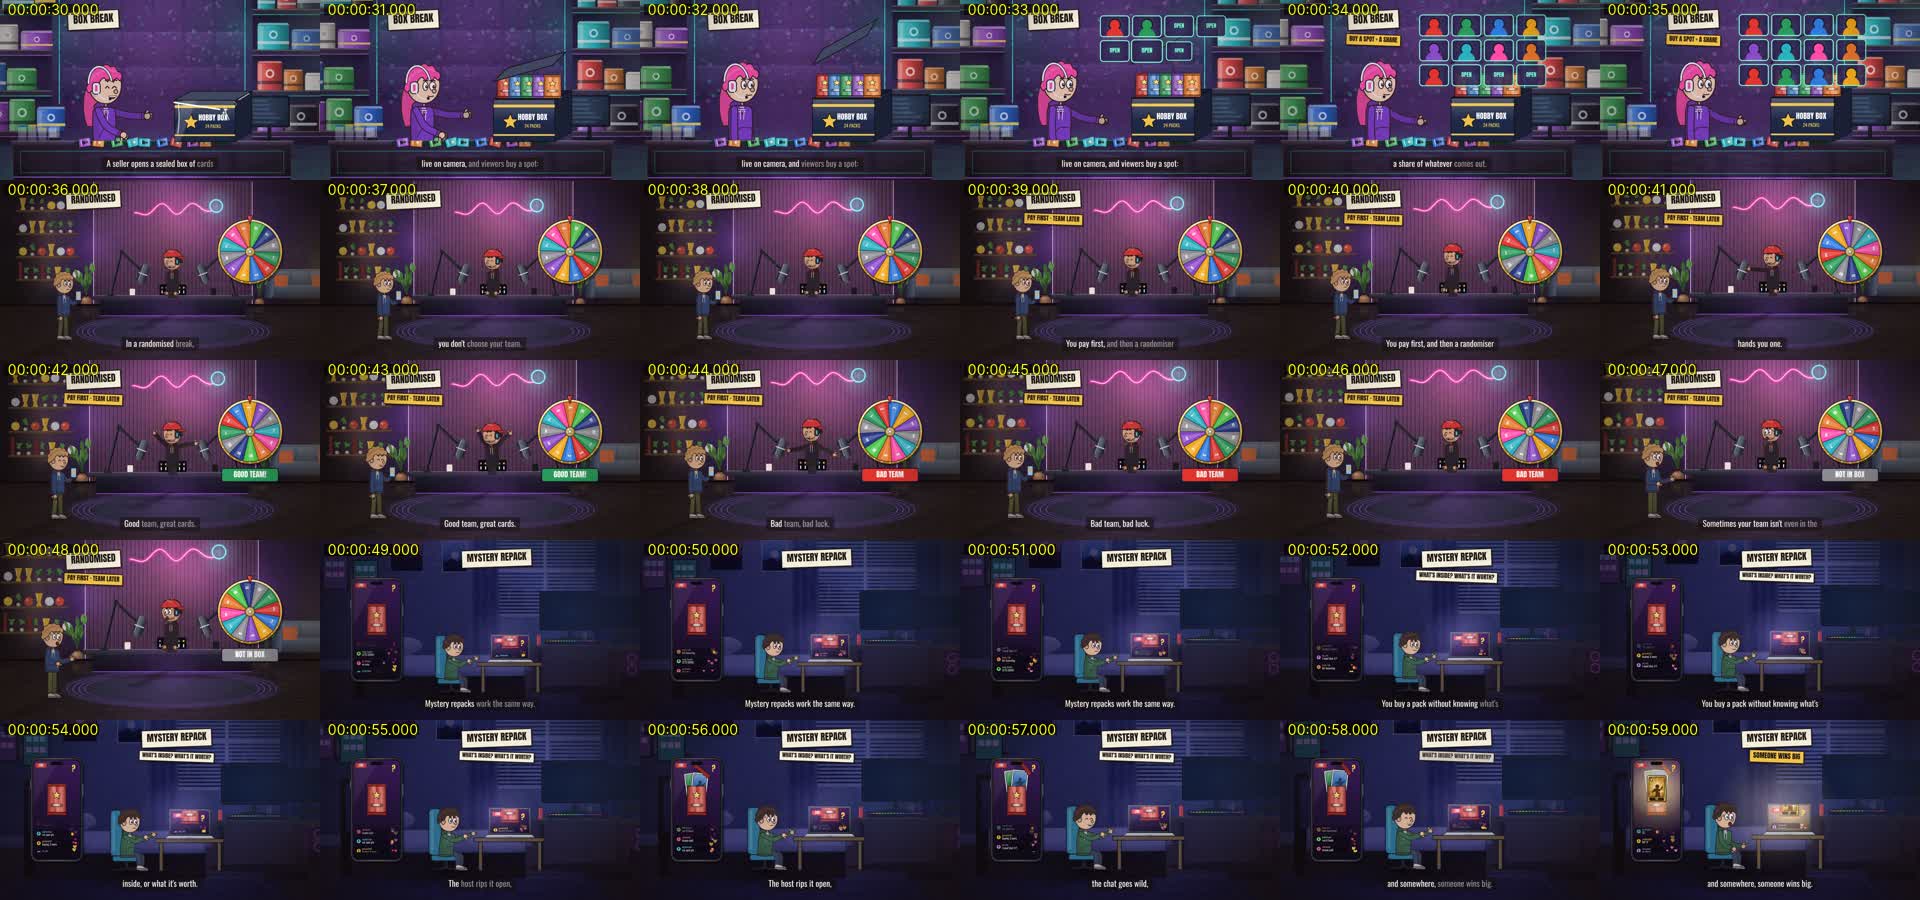 00:00:30.000
BOX BREAK
HOBBY BOX
24 PACKS
A seller opens a sealed box of cards
00:00:31.000
BOX BREAK
HOBBY BOX
24 PACKS
live on camera, and viewers buy a spot:
00:00:32.000
BOX BREAK
HOBBY BOX
24 PACKS
live on camera, and viewers buy a spot:
00:00:33.000
BOX BREAK
OPEN
OPEN
OPEN
OPEN
OPEN
HOBBY BOX
24 PACKS
live on camera, and viewers buy a spot:
00:00:34.000
BOX BREAK
BUY A SPOT = A SHARE
OPEN
OPEN
OPEN
HOBBY BOX
24 PACKS
a share of whatever comes out.
00:00:35.000
BOX BREAK
BUY A SPOT = A SHARE
HOBBY BOX
24 PACKS
00:00:36.000
RANDOMISED
In a randomised break,
00:00:37.000
RANDOMISED
you don't choose your team.
00:00:38.000
RANDOMISED
00:00:39.000
RANDOMISED
PAY FIRST · TEAM LATER
You pay first, and then a randomiser
00:00:40.000
RANDOMISED
PAY FIRST · TEAM LATER
You pay first, and then a randomiser
00:00:41.000
RANDOMISED
PAY FIRST · TEAM LATER
hands you one.
00:00:42.000
RANDOMISED
PAY FIRST · TEAM LATER
GOOD TEAM!
Good team, great cards.
00:00:43.000
RANDOMISED
PAY FIRST · TEAM LATER
GOOD TEAM!
Good team, great cards.
00:00:44.000
RANDOMISED
PAY FIRST · TEAM LATER
BAD TEAM
Bad team, bad luck.
00:00:45.000
RANDOMISED
PAY FIRST · TEAM LATER
BAD TEAM
Bad team, bad luck.
00:00:46.000
RANDOMISED
PAY FIRST · TEAM LATER
BAD TEAM
00:00:47.000
RANDOMISED
PAY FIRST · TEAM LATER
NOT IN BOX
Sometimes your team isn't even in the
00:00:48.000
RANDOMISED
PAY FIRST · TEAM LATER
NOT IN BOX
00:00:49.000
MYSTERY REPACK
?
Mystery repacks work the same way.
00:00:50.000
MYSTERY REPACK
?
Mystery repacks work the same way.
00:00:51.000
MYSTERY REPACK
?
Mystery repacks work the same way.
00:00:52.000
MYSTERY REPACK
WHAT'S INSIDE? WHAT'S IT WORTH?
?
You buy a pack without knowing what's
00:00:53.000
MYSTERY REPACK
WHAT'S INSIDE? WHAT'S IT WORTH?
?
You buy a pack without knowing what's
00:00:54.000
MYSTERY REPACK
WHAT'S INSIDE? WHAT'S IT WORTH?
?
inside, or what it's worth.
00:00:55.000
MYSTERY REPACK
WHAT'S INSIDE? WHAT'S IT WORTH?
?
The host rips it open,
00:00:56.000
MYSTERY REPACK
WHAT'S INSIDE? WHAT'S IT WORTH?
?
The host rips it open,
00:00:57.000
MYSTERY REPACK
WHAT'S INSIDE? WHAT'S IT WORTH?
?
the chat goes wild,
00:00:58.000
MYSTERY REPACK
WHAT'S INSIDE? WHAT'S IT WORTH?
?
and somewhere, someone wins big.
00:00:59.000
MYSTERY REPACK
SOMEONE WINS BIG
?
and somewhere, someone wins big.